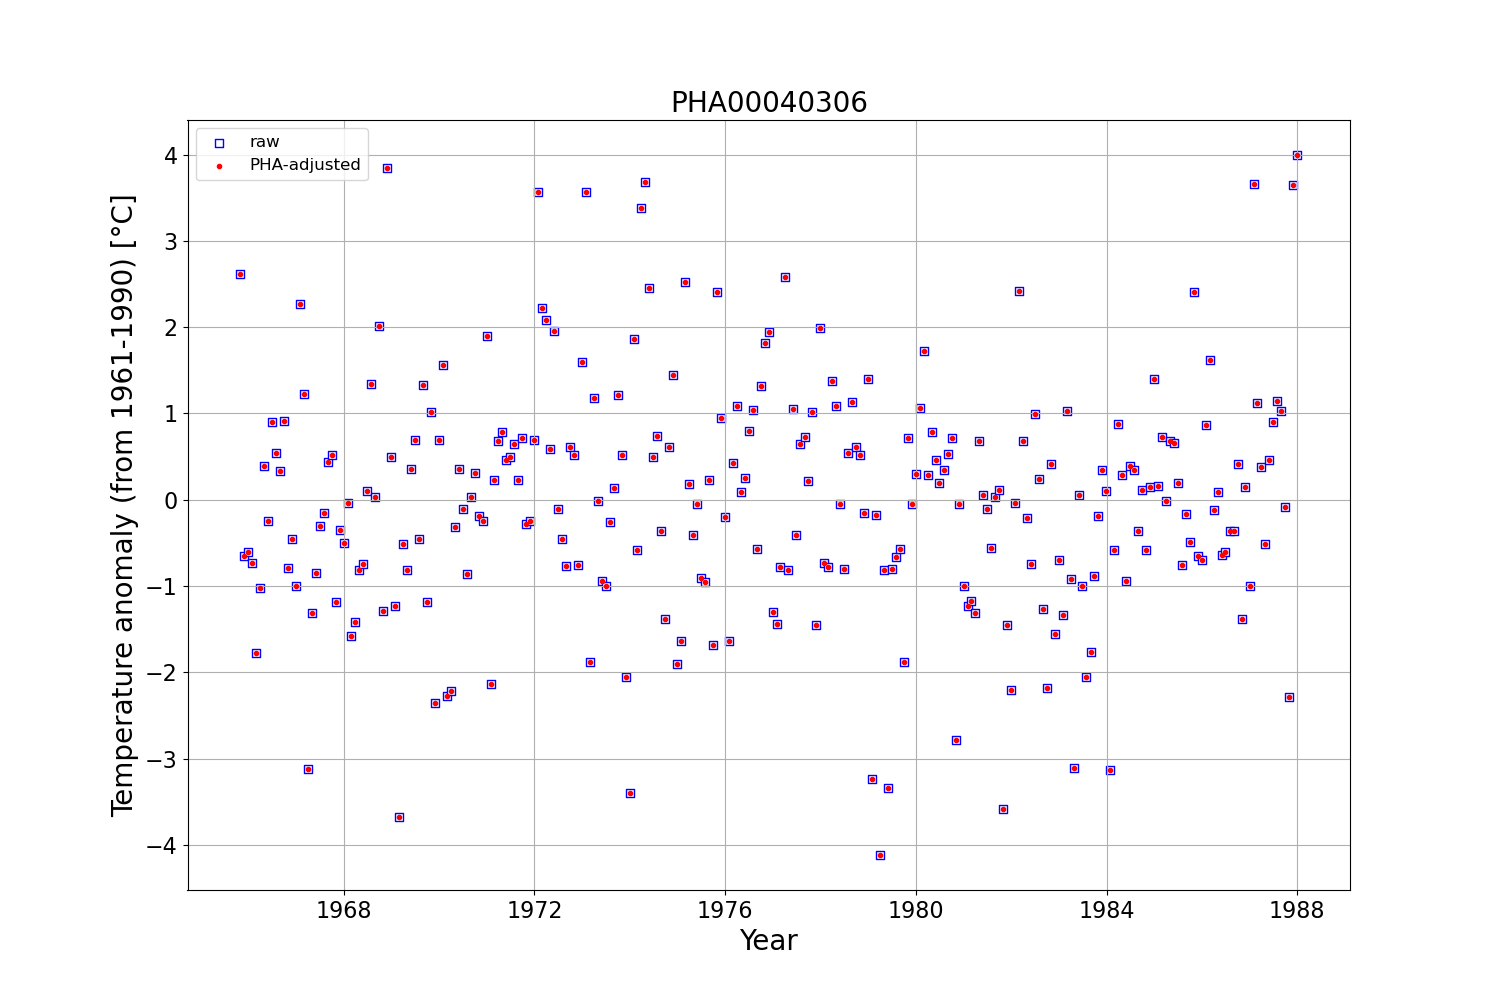 PHA00040306
raw
PHA-adjusted
Temperature anomaly (from 1961-1990) [°C]
4
3
2
1
0
−1
−2
−3
−4
1968 1972 1976 1980 1984 1988
Year